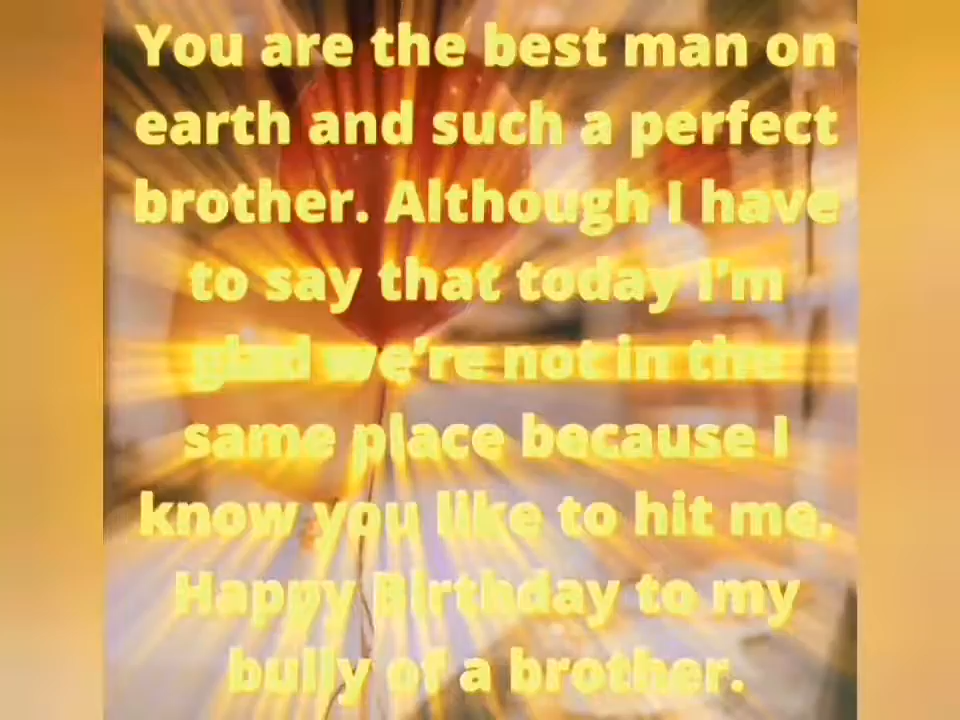 You are the best man on
earth and such a perfect
brother. Although I have
to say that today I'm
glad we're not in the
same place because I
know you like to hit me.
Happy Birthday to my
bully of a brother.